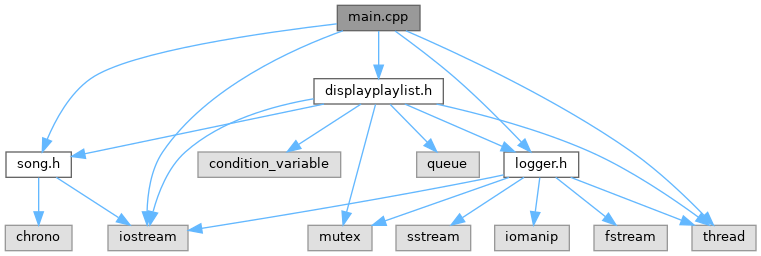 main.cpp
displayplaylist.h
song.h
condition_variable
queue
logger.h
chrono
iostream
mutex
sstream
iomanip
fstream
thread